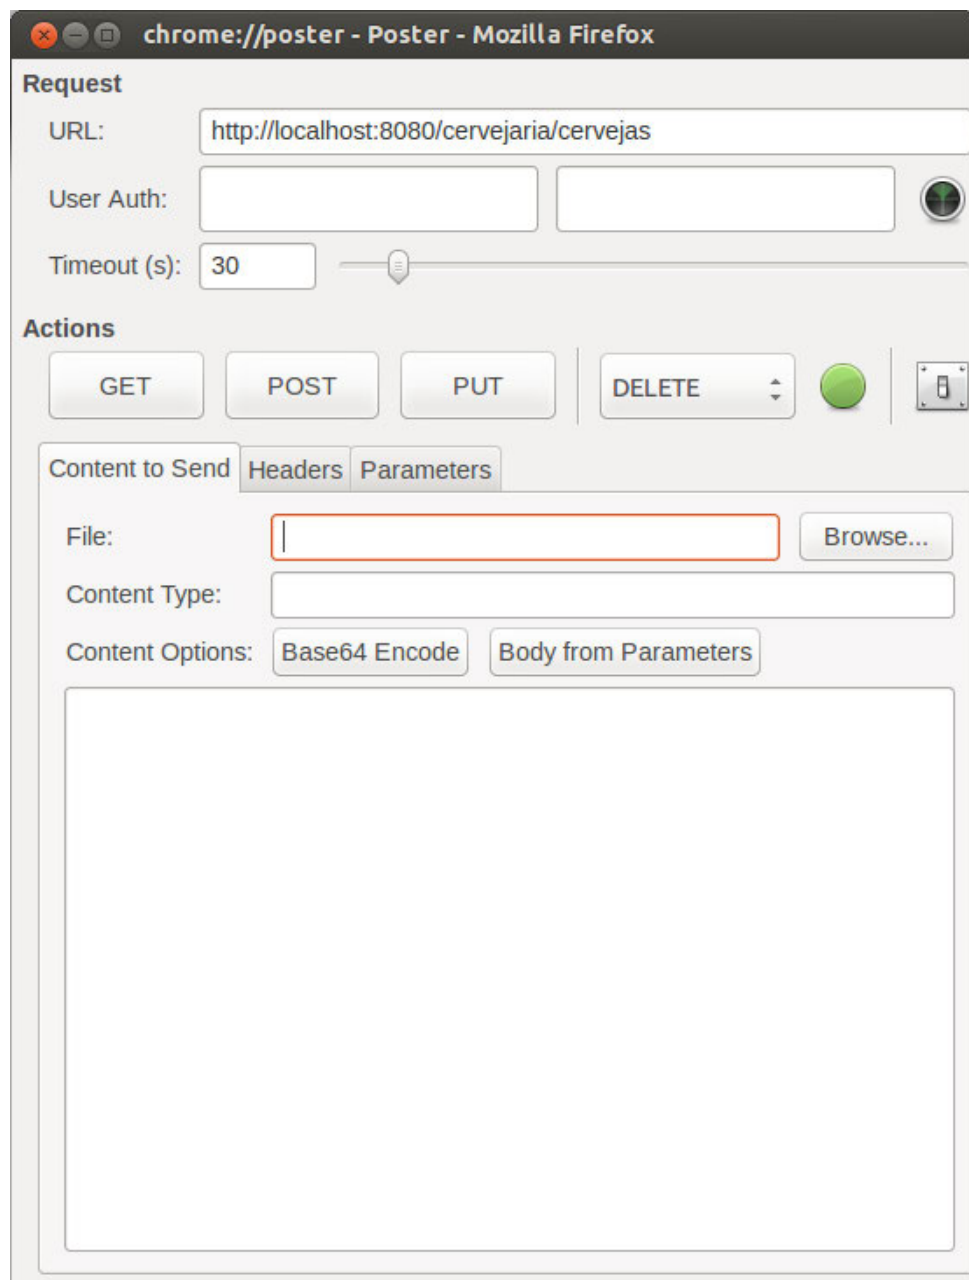 chrome://poster - Poster - Mozilla Firefox
Request
URL: http://localhost:8080/cervejaria/cervejas
User Auth:
Timeout (s): 30
Actions
GET POST PUT DELETE
Content to Send Headers Parameters
File: Browse...
Content Type:
Content Options: Base64 Encode Body from Parameters